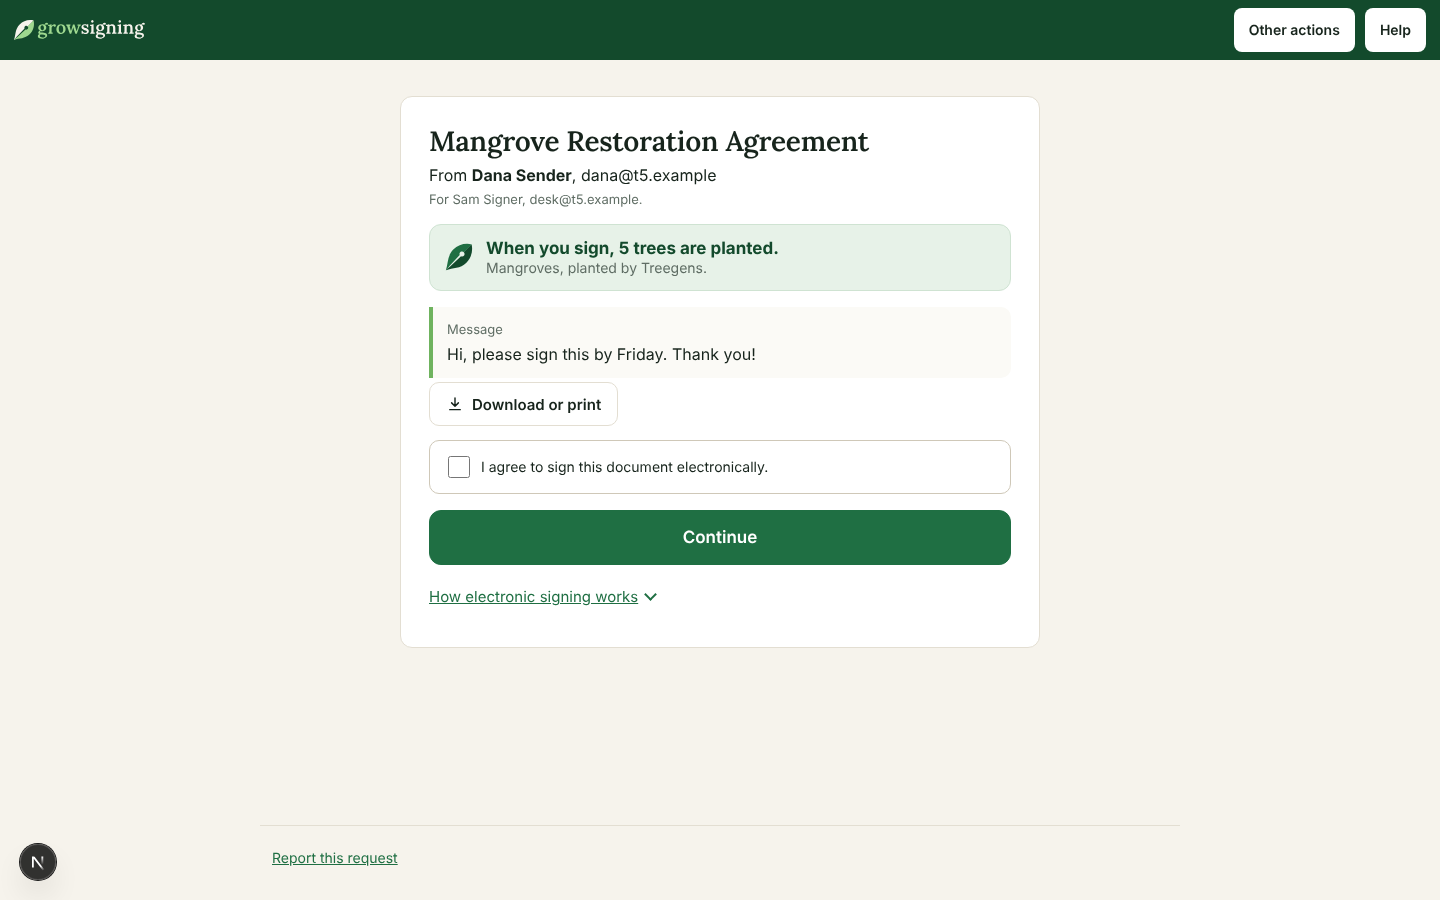 growsigning
Other actions
Help
Mangrove Restoration Agreement
From Dana Sender, dana@t5.example
For Sam Signer, desk@t5.example.
When you sign, 5 trees are planted.
Mangroves, planted by Treegens.
Message
Hi, please sign this by Friday. Thank you!
Download or print
I agree to sign this document electronically.
Continue
How electronic signing works
Report this request
N